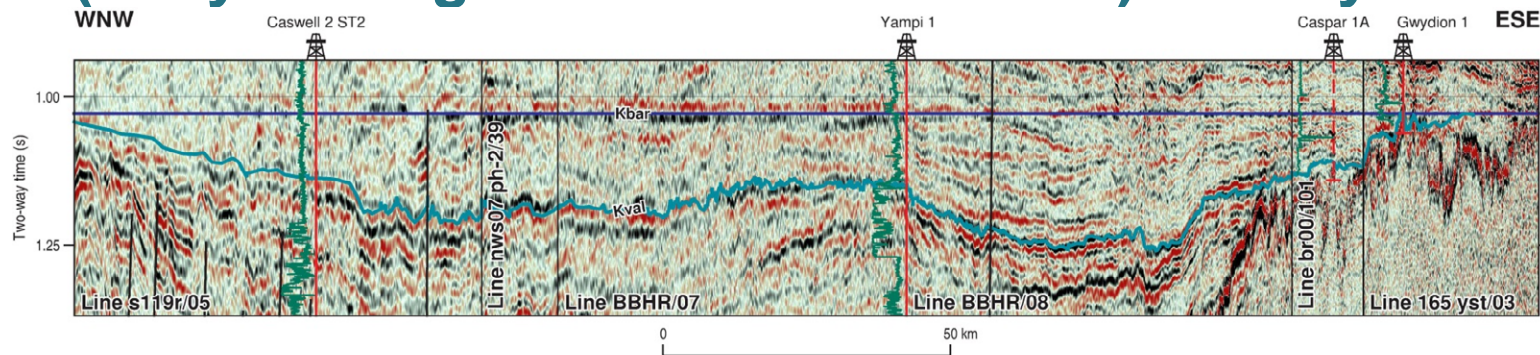 WNW
Caswell 2 ST2
Yampi 1
Caspar 1A
Gwydion 1
ESE
Two-way time (s)
1.00
1.25
Kbar
Kval
Line s119r/05
Line nws07 ph-2/39
Line BBHR/07
Line BBHR/08
Line br00/101
Line 165 yst/03
0
50 km